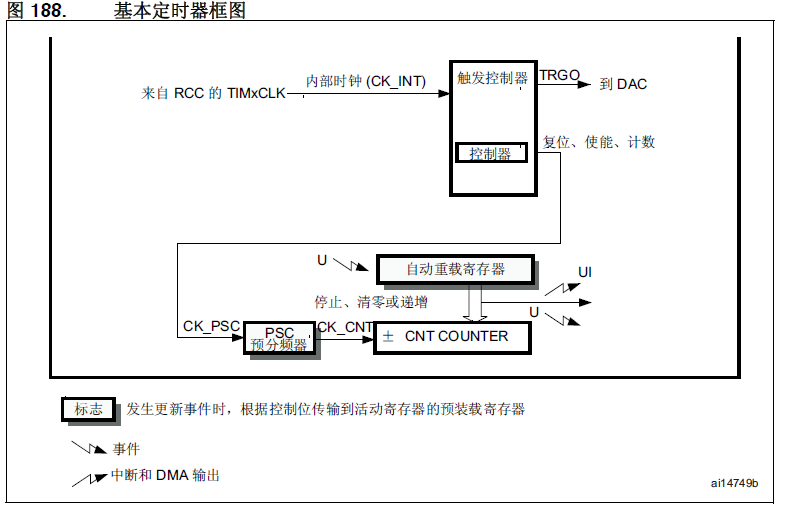 图 188. 基本定时器框图
触发控制器
TRGO
到 DAC
内部时钟 (CK_INT)
来自 RCC 的 TIMxCLK
控制器
复位、使能、计数
U
自动重载寄存器
UI
停止、清零或递增
U
CK_PSC
PSC
预分频器
CK_CNT
± CNT COUNTER
标志 发生更新事件时，根据控制位传输到活动寄存器的预装载寄存器
事件
中断和 DMA 输出
ai14749b